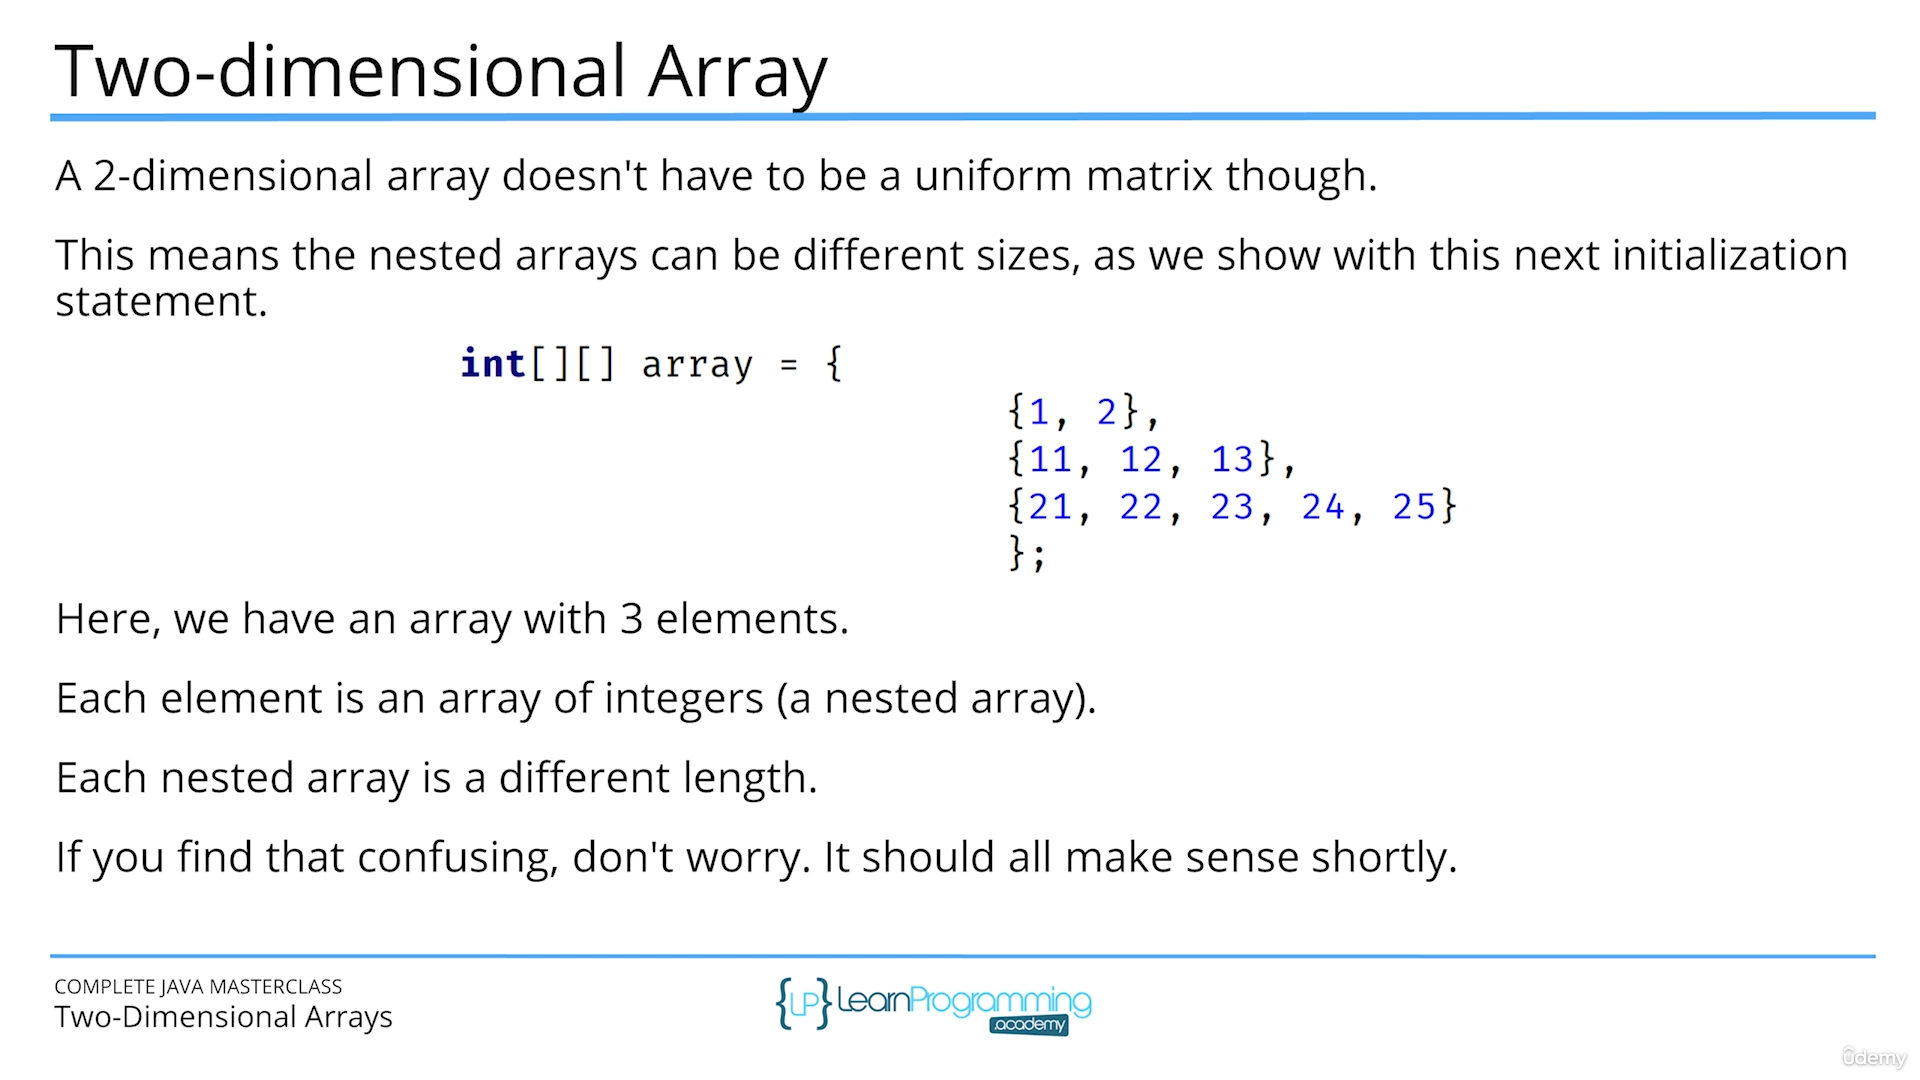 Two-dimensional Array
A 2-dimensional array doesn't have to be a uniform matrix though.
This means the nested arrays can be different sizes, as we show with this next initialization
statement.
int[][] array = {
{1, 2},
{11, 12, 13},
{21, 22, 23, 24, 25}
};
Here, we have an array with 3 elements.
Each element is an array of integers (a nested array).
Each nested array is a different length.
If you find that confusing, don't worry. It should all make sense shortly.
COMPLETE JAVA MASTERCLASS
Two-Dimensional Arrays
{LP} LearnProgramming
.academy
ûdemy